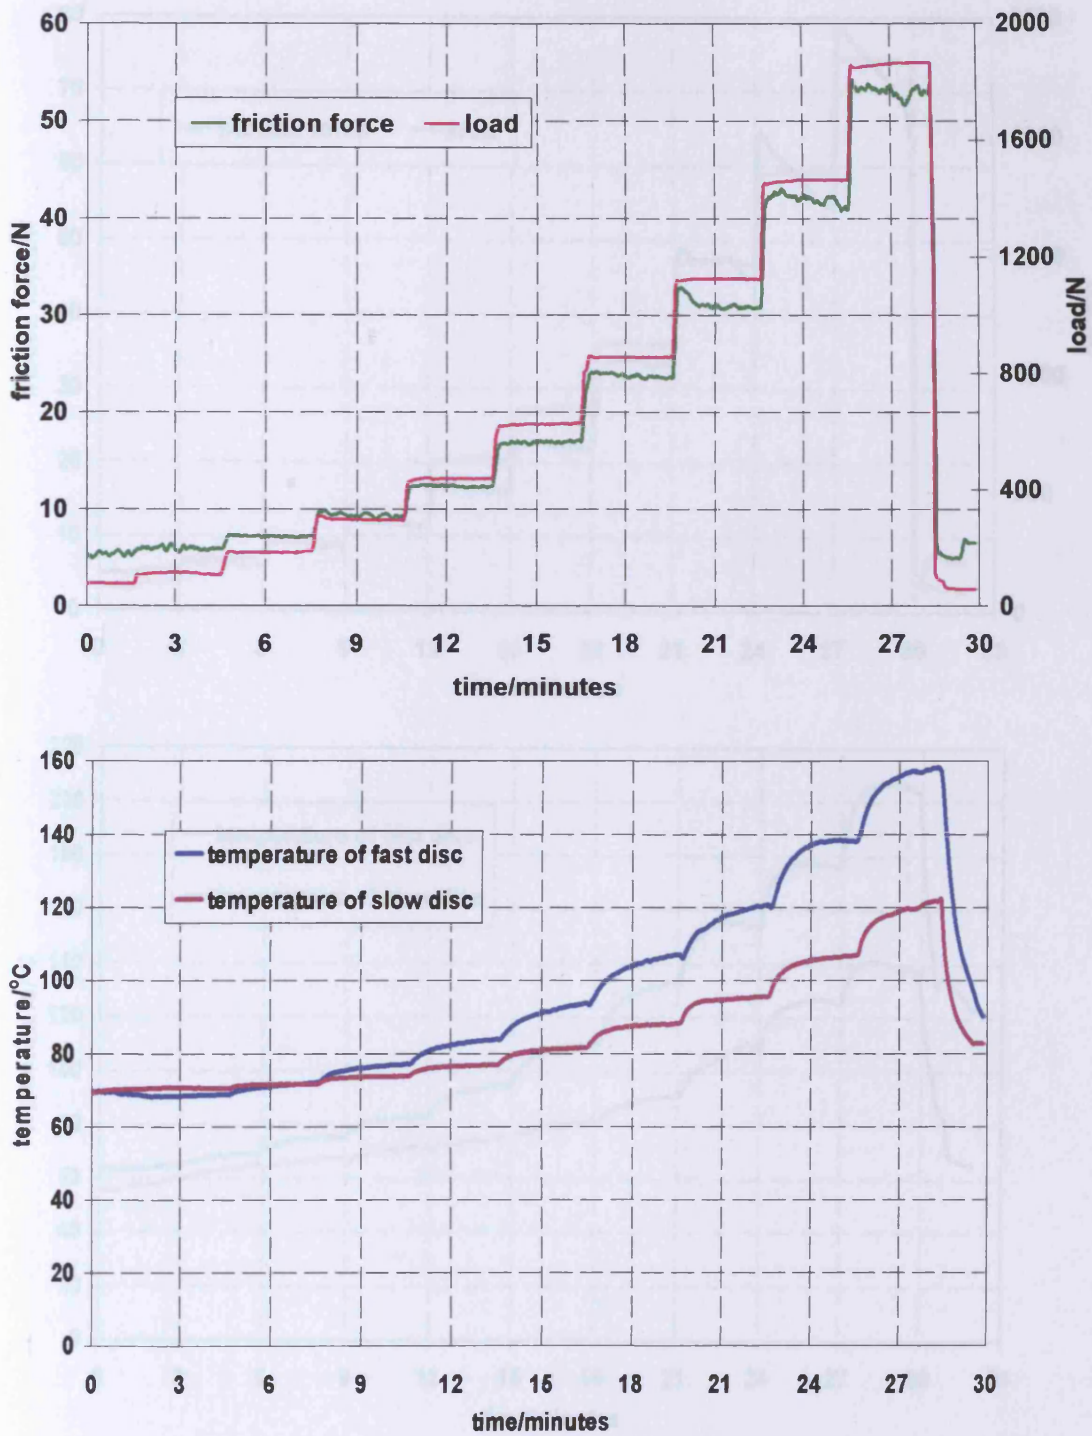 60
50
40
30
20
10
0
friction force/N
friction force
load
2000
1600
1200
800
400
0
load/N
0 3 6 9 12 15 18 21 24 27 30
time/minutes
160
140
120
100
80
60
40
20
0
temperature/°C
temperature of fast disc
temperature of slow disc
0 3 6 9 12 15 18 21 24 27 30
time/minutes